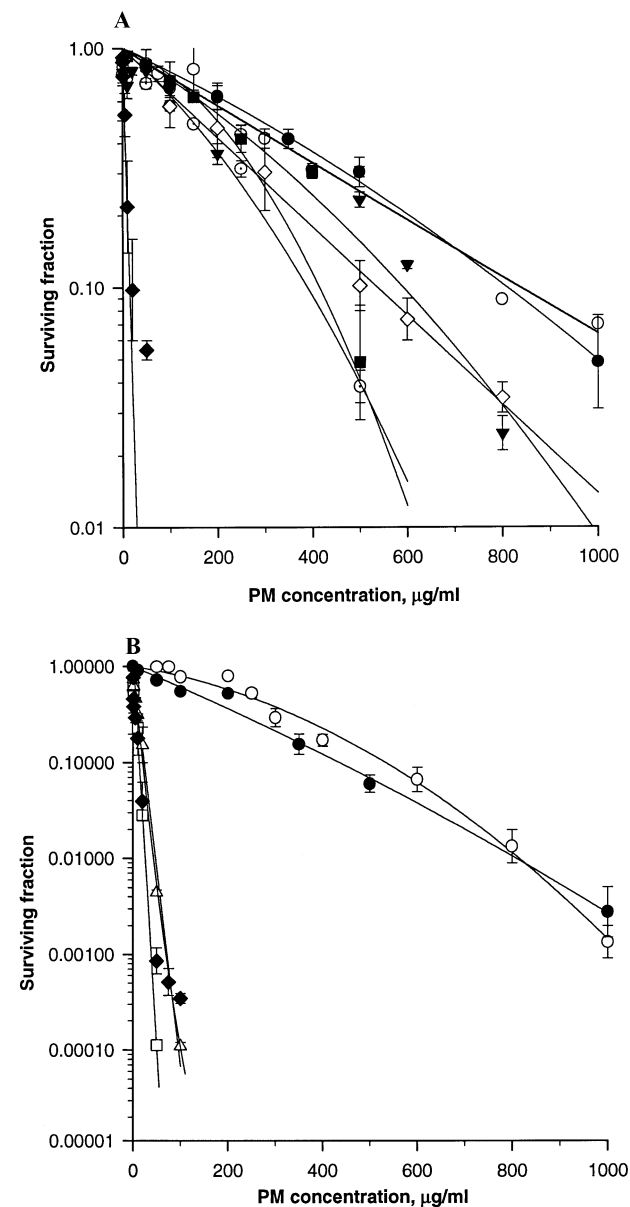 A
1.00
0.10
0.01
Surviving fraction
0 200 400 600 800 1000
PM concentration, μg/ml
B
1.00000
0.10000
0.01000
0.00100
0.00010
0.00001
Surviving fraction
0 200 400 600 800 1000
PM concentration, μg/ml